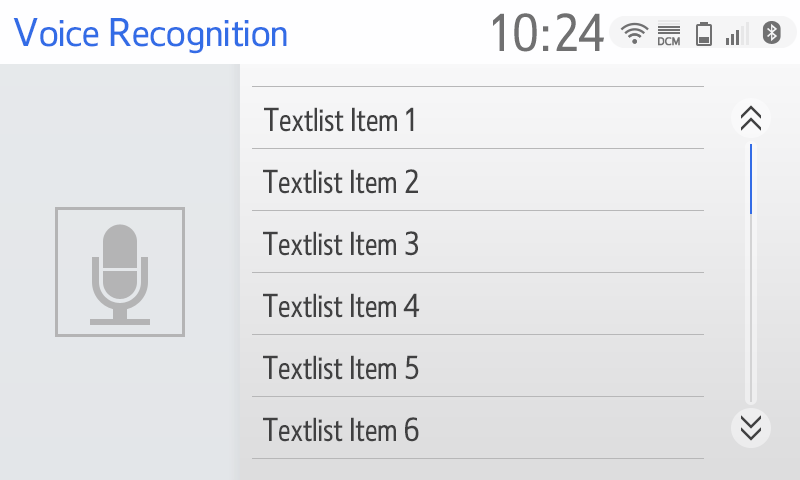 Voice Recognition
10:24
DCM
Textlist Item 1
Textlist Item 2
Textlist Item 3
Textlist Item 4
Textlist Item 5
Textlist Item 6